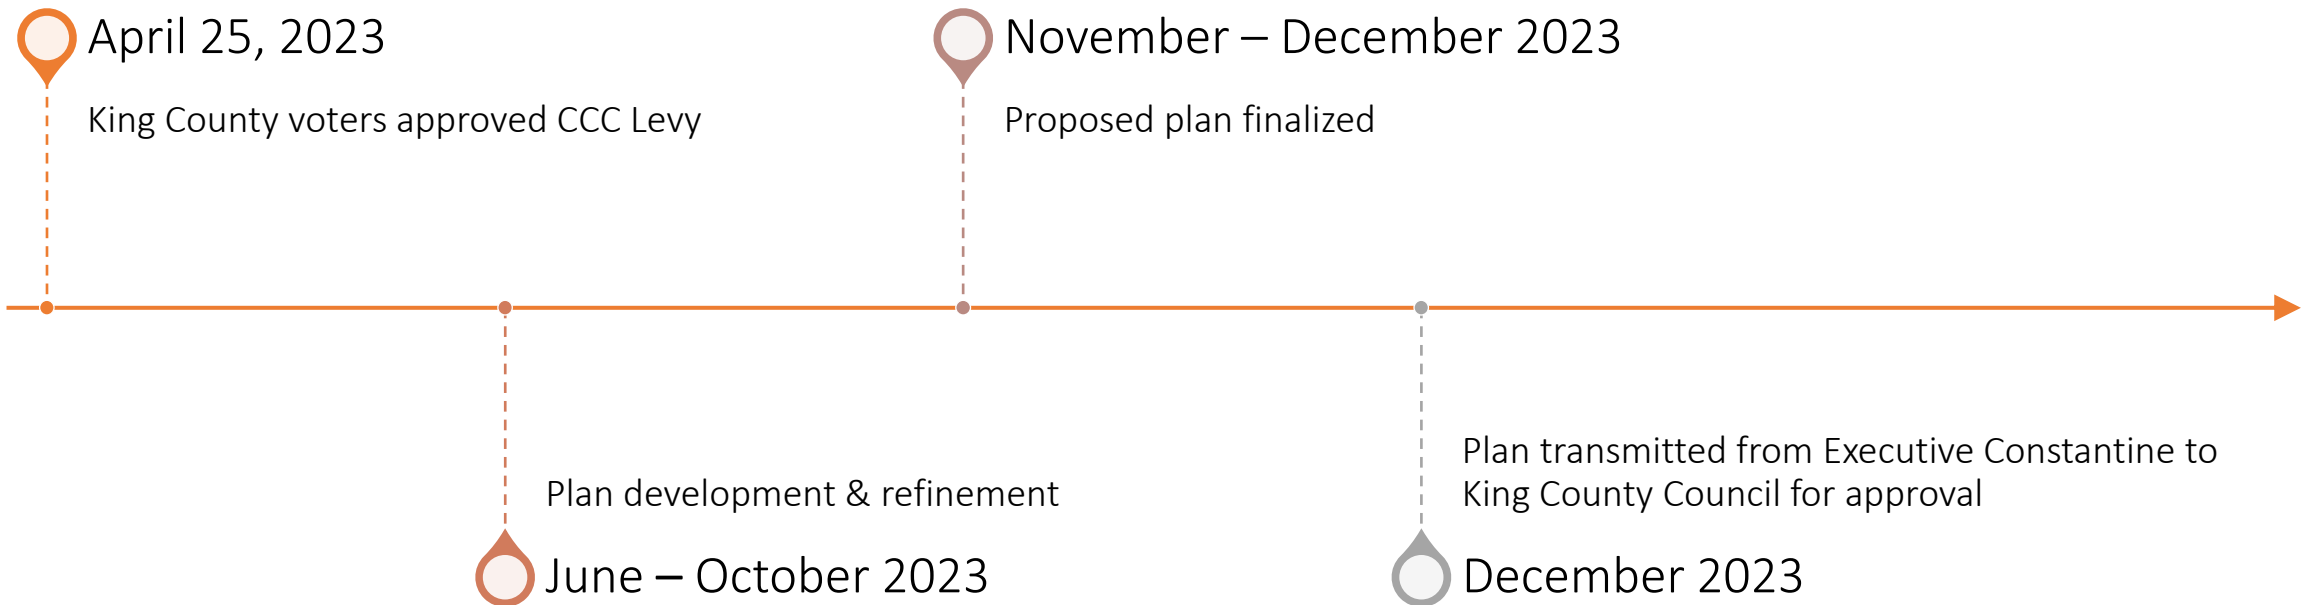 April 25, 2023
King County voters approved CCC Levy
Plan development & refinement
June – October 2023
November – December 2023
Proposed plan finalized
Plan transmitted from Executive Constantine to
King County Council for approval
December 2023